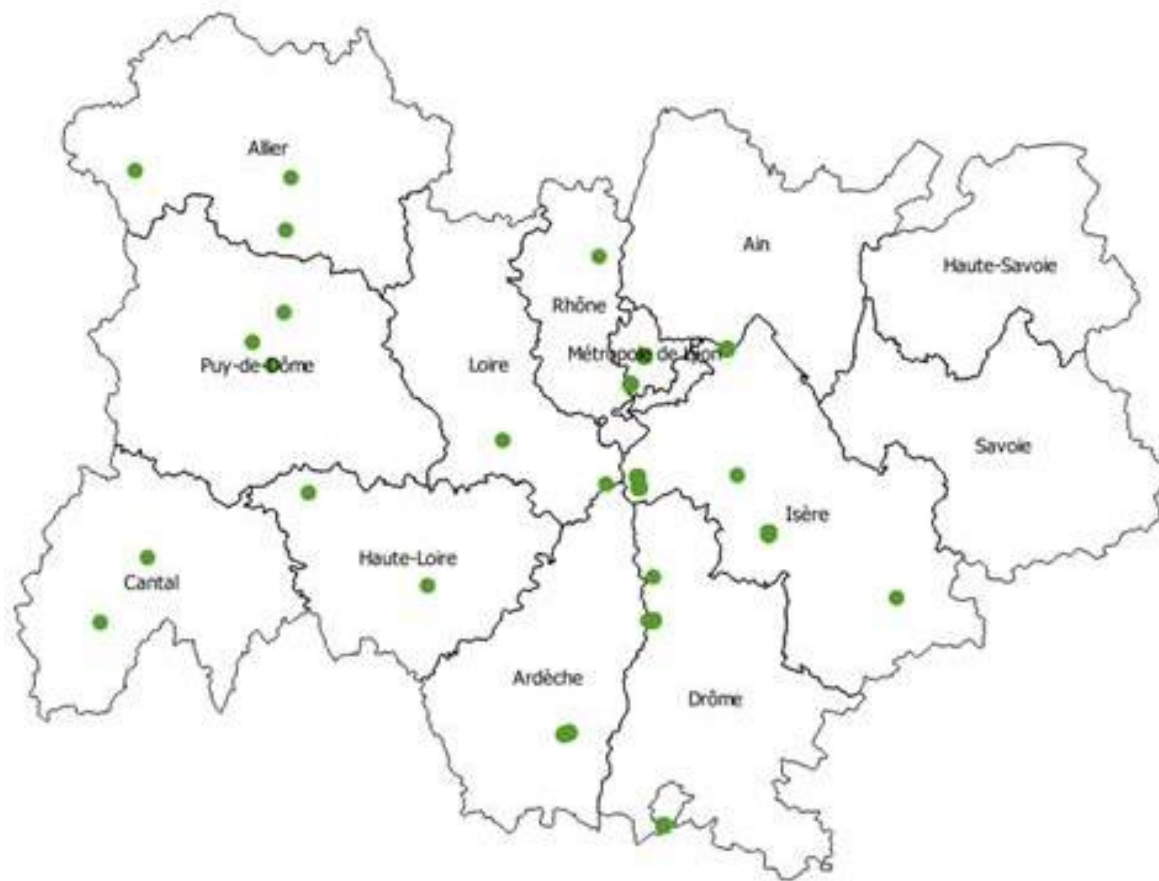 Allier
Ain
Haute-Savoie
Rhône
Métropole de Lyon
Puy-de-Dôme
Loire
Savoie
Isère
Haute-Loire
Cantal
Ardèche
Drôme